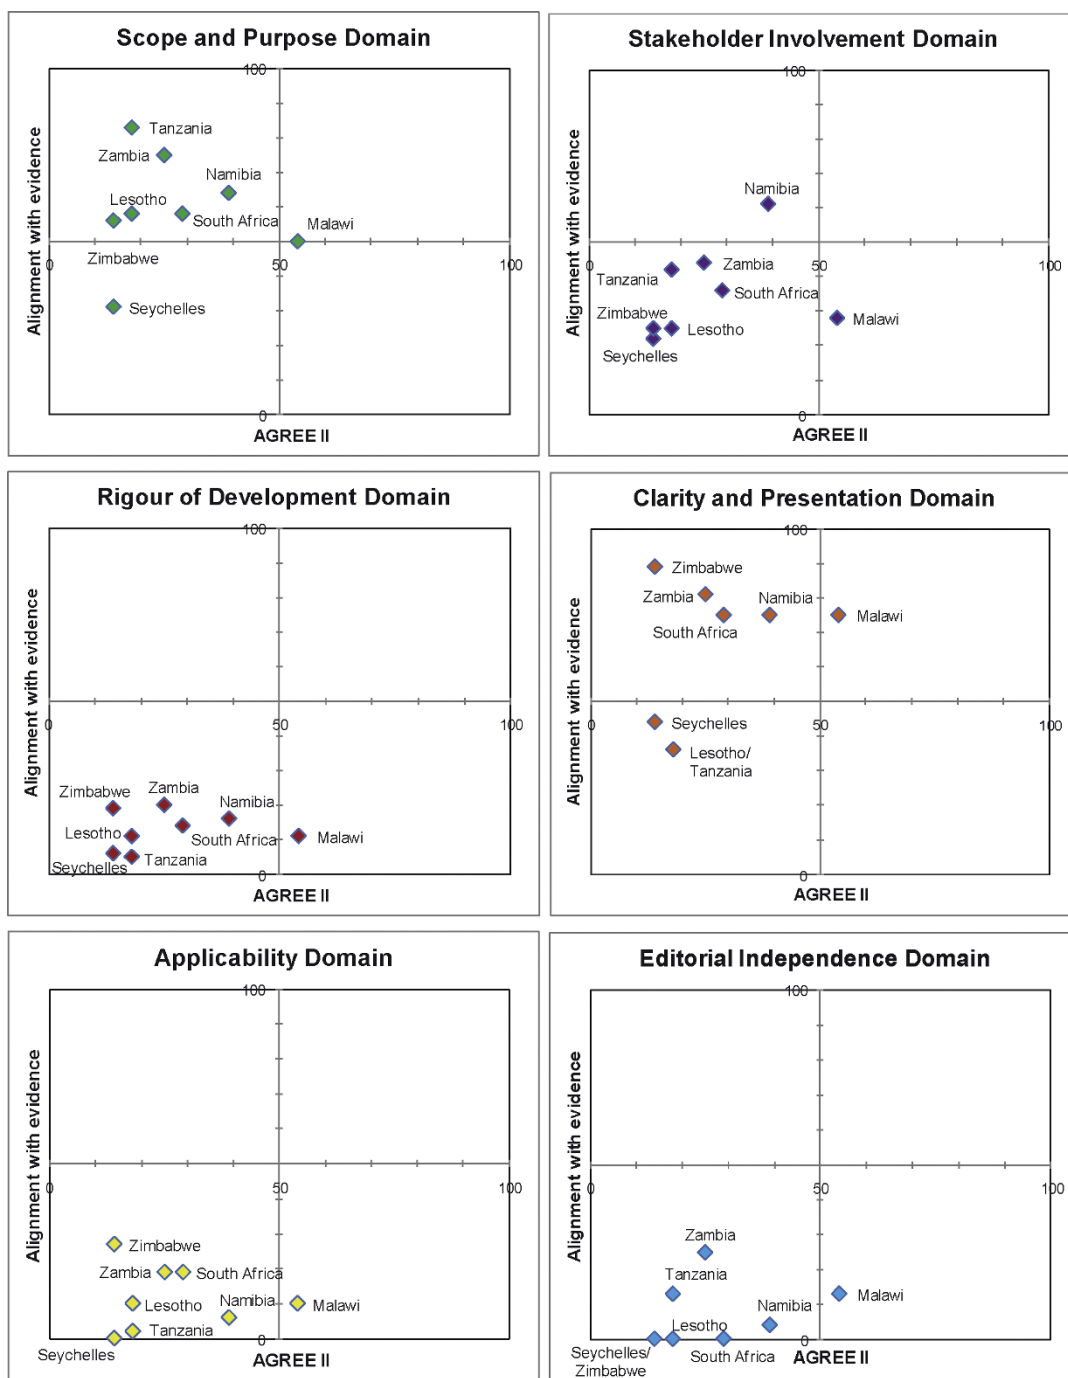 Scope and Purpose Domain
100
Tanzania
Zambia
Namibia
Lesotho
South Africa
Malawi
Zimbabwe
0
50
100
Seychelles
0
Alignment with evidence
AGREE II
Stakeholder Involvement Domain
100
Namibia
Zambia
0
50
100
Tanzania
South Africa
Zimbabwe
Malawi
Lesotho
Seychelles
0
Alignment with evidence
AGREE II
Rigour of Development Domain
100
0
50
100
Zambia
Zimbabwe
Namibia
Lesotho
South Africa
Malawi
Tanzania
Seychelles
0
Alignment with evidence
AGREE II
Clarity and Presentation Domain
100
Zimbabwe
Zambia
Namibia
Malawi
South Africa
0
50
100
Seychelles
Lesotho/
Tanzania
0
Alignment with evidence
AGREE II
Applicability Domain
100
0
50
100
Zimbabwe
Zambia
South Africa
Lesotho
Namibia
Malawi
Tanzania
Seychelles
0
Alignment with evidence
AGREE II
Editorial Independence Domain
100
0
50
100
Zambia
Tanzania
Malawi
Namibia
Lesotho
Seychelles/
Zimbabwe
South Africa
0
Alignment with evidence
AGREE II